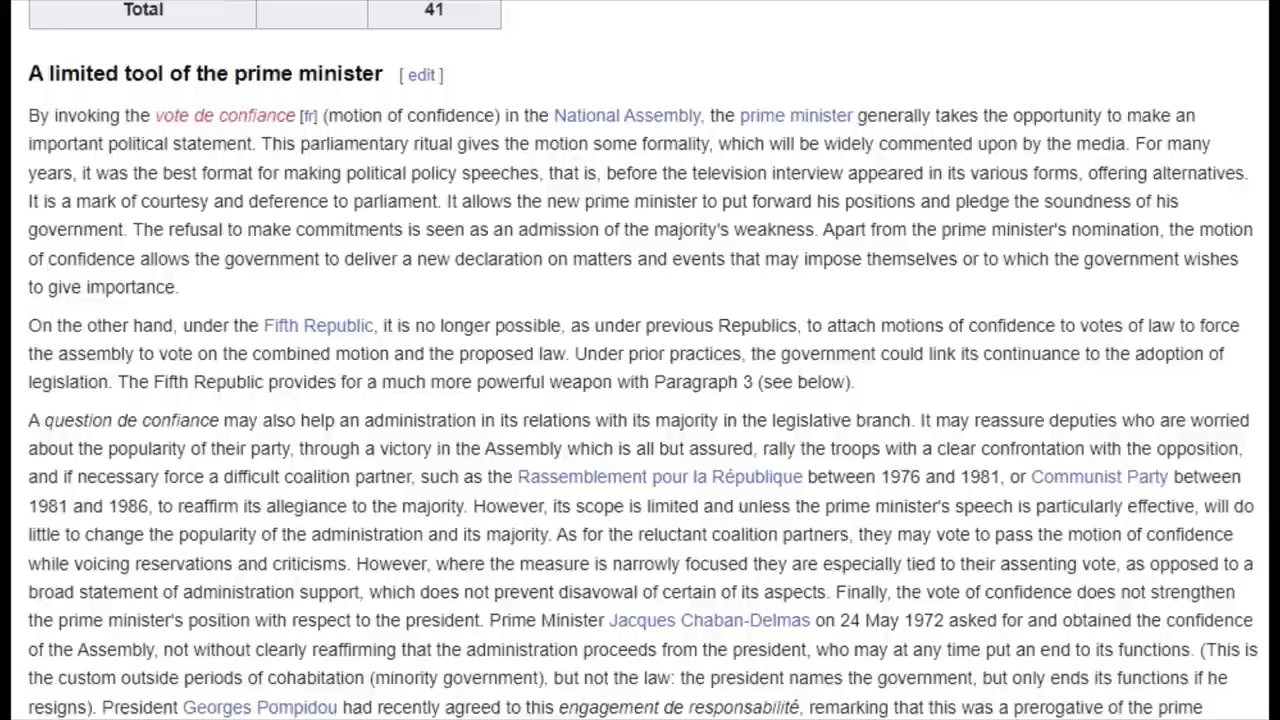 Total 41
A limited tool of the prime minister [ edit ]
By invoking the vote de confiance [fr] (motion of confidence) in the National Assembly, the prime minister generally takes the opportunity to make an
important political statement. This parliamentary ritual gives the motion some formality, which will be widely commented upon by the media. For many
years, it was the best format for making political policy speeches, that is, before the television interview appeared in its various forms, offering alternatives.
It is a mark of courtesy and deference to parliament. It allows the new prime minister to put forward his positions and pledge the soundness of his
government. The refusal to make commitments is seen as an admission of the majority's weakness. Apart from the prime minister's nomination, the motion
of confidence allows the government to deliver a new declaration on matters and events that may impose themselves or to which the government wishes
to give importance.
On the other hand, under the Fifth Republic, it is no longer possible, as under previous Republics, to attach motions of confidence to votes of law to force
the assembly to vote on the combined motion and the proposed law. Under prior practices, the government could link its continuance to the adoption of
legislation. The Fifth Republic provides for a much more powerful weapon with Paragraph 3 (see below).
A question de confiance may also help an administration in its relations with its majority in the legislative branch. It may reassure deputies who are worried
about the popularity of their party, through a victory in the Assembly which is all but assured, rally the troops with a clear confrontation with the opposition,
and if necessary force a difficult coalition partner, such as the Rassemblement pour la République between 1976 and 1981, or Communist Party between
1981 and 1986, to reaffirm its allegiance to the majority. However, its scope is limited and unless the prime minister's speech is particularly effective, will do
little to change the popularity of the administration and its majority. As for the reluctant coalition partners, they may vote to pass the motion of confidence
while voicing reservations and criticisms. However, where the measure is narrowly focused they are especially tied to their assenting vote, as opposed to a
broad statement of administration support, which does not prevent disavowal of certain of its aspects. Finally, the vote of confidence does not strengthen
the prime minister's position with respect to the president. Prime Minister Jacques Chaban-Delmas on 24 May 1972 asked for and obtained the confidence
of the Assembly, not without clearly reaffirming that the administration proceeds from the president, who may at any time put an end to its functions. (This is
the custom outside periods of cohabitation (minority government), but not the law: the president names the government, but only ends its functions if he
resigns). President Georges Pompidou had recently agreed to this engagement de responsabilité, remarking that this was a prerogative of the prime